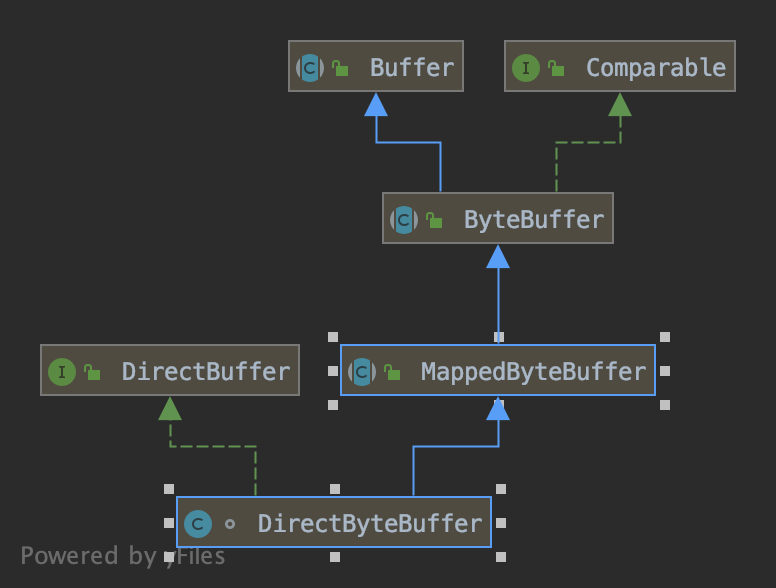 Buffer
Comparable
ByteBuffer
DirectBuffer
MappedByteBuffer
DirectByteBuffer
Powered by yFiles